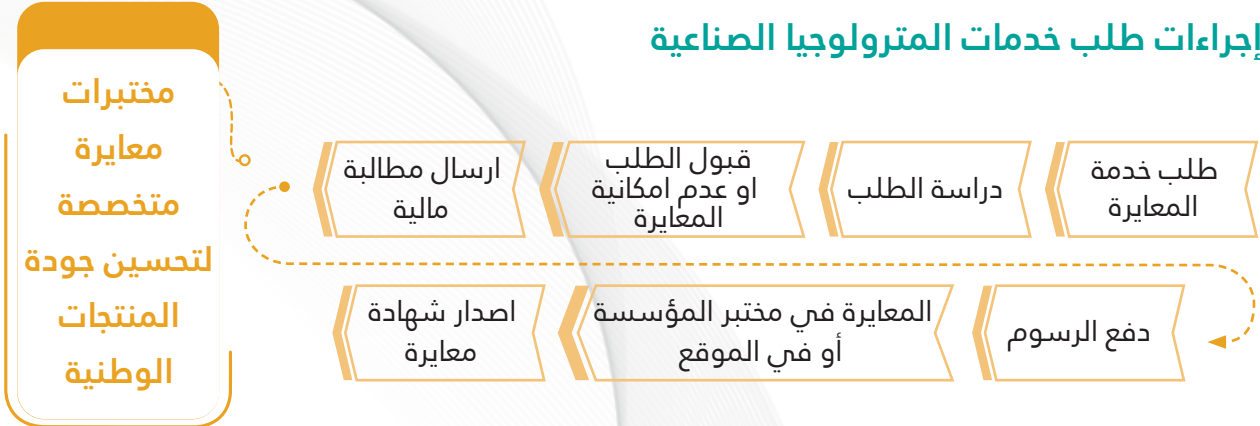 إجراءات طلب خدمات المترولوجيا الصناعية
مختبرات
معايرة
متخصصة
لتحسين جودة
المنتجات
الوطنية
طلب خدمة
المعايرة
دراسة الطلب
قبول الطلب
او عدم امكانية
المعايرة
ارسال مطالبة
مالية
دفع الرسوم
المعايرة في مختبر المؤسسة
أو في الموقع
اصدار شهادة
معايرة